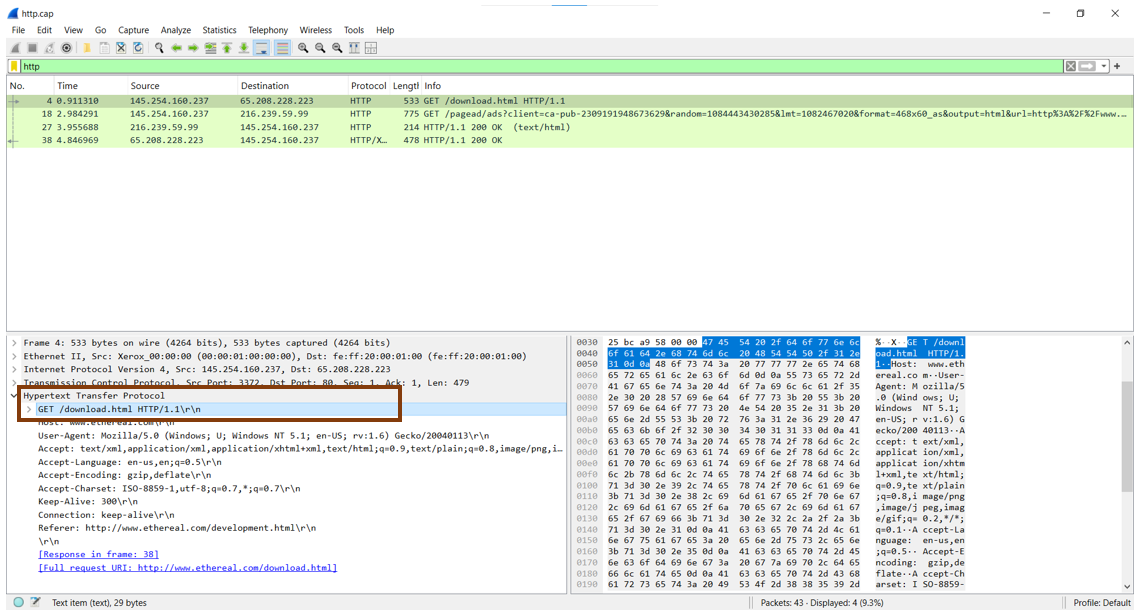 http.cap
File Edit View Go Capture Analyze Statistics Telephony Wireless Tools Help
http
No. Time Source Destination Protocol Length Info
4 0.911310 145.254.160.237 65.208.228.223 HTTP 533 GET /download.html HTTP/1.1
18 2.984291 145.254.160.237 216.239.59.99 HTTP 775 GET /pagead/ads?client=ca-pub-2309191948673629&random=1084443430285&lmt=1082467020&format=468x60_as&output=html&url=http%3A%2F%2Fwww.…
27 3.955688 216.239.59.99 145.254.160.237 HTTP 214 HTTP/1.1 200 OK (text/html)
38 4.846969 65.208.228.223 145.254.160.237 HTTP/X… 478 HTTP/1.1 200 OK
Frame 4: 533 bytes on wire (4264 bits), 533 bytes captured (4264 bits)
Ethernet II, Src: Xerox_00:00:00 (00:00:01:00:00:00), Dst: fe:ff:20:00:01:00 (fe:ff:20:00:01:00)
Internet Protocol Version 4, Src: 145.254.160.237, Dst: 65.208.228.223
Transmission Control Protocol, Src Port: 3372, Dst Port: 80, Seq: 1, Ack: 1, Len: 479
Hypertext Transfer Protocol
GET /download.html HTTP/1.1\r\n
Host: www.ethereal.com\r\n
User-Agent: Mozilla/5.0 (Windows; U; Windows NT 5.1; en-US; rv:1.6) Gecko/20040113\r\n
Accept: text/xml,application/xml,application/xhtml+xml,text/html;q=0.9,text/plain;q=0.8,image/png,i…
Accept-Language: en-us,en;q=0.5\r\n
Accept-Encoding: gzip,deflate\r\n
Accept-Charset: ISO-8859-1,utf-8;q=0.7,*;q=0.7\r\n
Keep-Alive: 300\r\n
Connection: keep-alive\r\n
Referer: http://www.ethereal.com/development.html\r\n
\r\n
[Response in frame: 38]
[Full request URI: http://www.ethereal.com/download.html]
0030 25 bc a9 58 00 00 47 45 54 20 2f 64 6f 77 6e 6c %··X··GE T /downl
0040 6f 61 64 2e 68 74 6d 6c 20 48 54 54 50 2f 31 2e oad.html HTTP/1.
0050 31 0d 0a 48 6f 73 74 3a 20 77 77 77 2e 65 74 68 1··Host: www.eth
0060 65 72 65 61 6c 2e 63 6f 6d 0d 0a 55 73 65 72 2d ereal.co m··User-
0070 41 67 65 6e 74 3a 20 4d 6f 7a 69 6c 6c 61 2f 35 Agent: M ozilla/5
0080 2e 30 20 28 57 69 6e 64 6f 77 73 3b 20 55 3b 20 .0 (Wind ows; U;
0090 57 69 6e 64 6f 77 73 20 4e 54 20 35 2e 31 3b 20 Windows NT 5.1;
00a0 65 6e 2d 55 53 3b 20 72 76 3a 31 2e 36 29 20 47 en-US; r v:1.6) G
00b0 65 63 6b 6f 2f 32 30 30 34 30 31 31 33 0d 0a 41 ecko/200 40113··A
00c0 63 63 65 70 74 3a 20 74 65 78 74 2f 78 6d 6c 2c ccept: t ext/xml,
00d0 61 70 70 6c 69 63 61 74 69 6f 6e 2f 78 6d 6c 2c applicat ion/xml,
00e0 61 70 70 6c 69 63 61 74 69 6f 6e 2f 78 68 74 6d applicat ion/xhtm
00f0 6c 2b 78 6d 6c 2c 74 65 78 74 2f 68 74 6d 6c 3b l+xml,te xt/html;
0100 71 3d 30 2e 39 2c 74 65 78 74 2f 70 6c 61 69 6e q=0.9,te xt/plain
0110 3b 71 3d 30 2e 38 2c 69 6d 61 67 65 2f 70 6e 67 ;q=0.8,i mage/png
0120 2c 69 6d 61 67 65 2f 6a 70 65 67 2c 69 6d 61 67 ,image/j peg,imag
0130 65 2f 67 69 66 3b 71 3d 30 2e 32 2c 2a 2f 2a 3b e/gif;q= 0.2,*/*;
0140 71 3d 30 2e 31 0d 0a 41 63 63 65 70 74 2d 4c 61 q=0.1··A ccept-La
0150 6e 67 75 61 67 65 3a 20 65 6e 2d 75 73 2c 65 6e nguage: en-us,en
0160 3b 71 3d 30 2e 35 0d 0a 41 63 63 65 70 74 2d 45 ;q=0.5·· Accept-E
0170 6e 63 6f 64 69 6e 67 3a 20 67 7a 69 70 2c 64 65 ncoding: gzip,de
0180 66 6c 61 74 65 0d 0a 41 63 63 65 70 74 2d 43 68 flate··A ccept-Ch
0190 61 72 73 65 74 3a 20 49 53 4f 2d 38 38 35 39 2d arset: I SO-8859-
Text item (text), 29 bytes
Packets: 43 · Displayed: 4 (9.3%)
Profile: Default